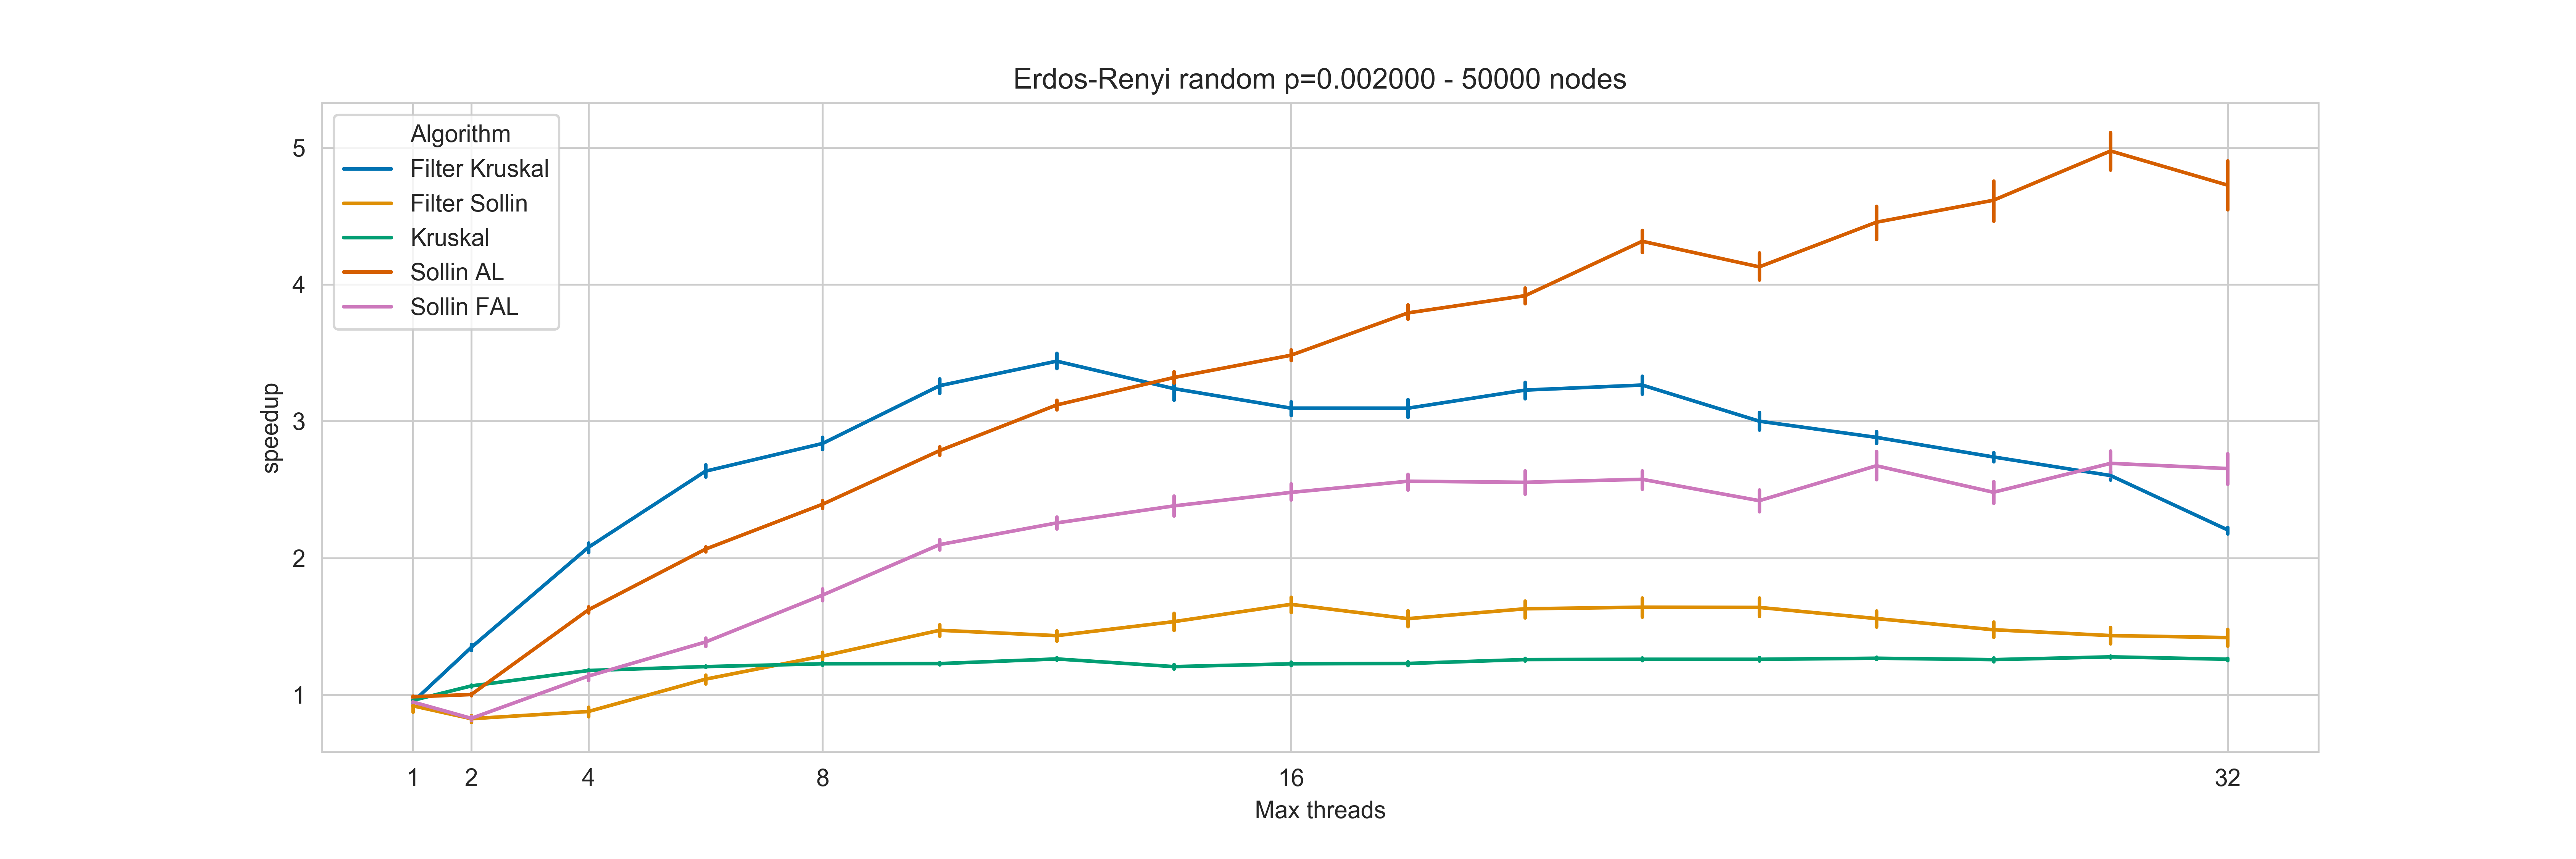 Erdos-Renyi random p=0.002000 - 50000 nodes
Algorithm
Filter Kruskal
Filter Sollin
Kruskal
Sollin AL
Sollin FAL
speedup
5
4
3
2
1
1 2 4 8 16 32
Max threads